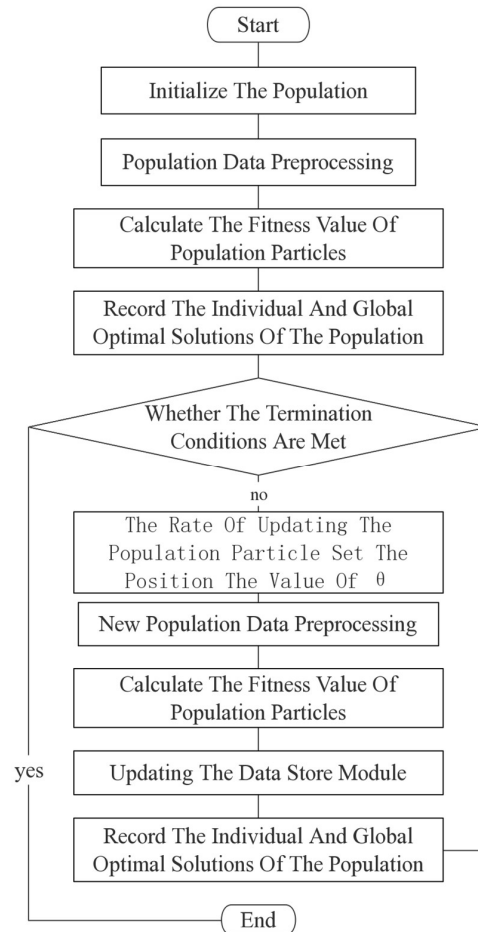 Start
Initialize The Population
Population Data Preprocessing
Calculate The Fitness Value Of
Population Particles
Record The Individual And Global
Optimal Solutions Of The Population
Whether The Termination
Conditions Are Met
no
The Rate Of Updating The
Population Particle Set The
Position The Value Of θ
New Population Data Preprocessing
Calculate The Fitness Value Of
Population Particles
yes
Updating The Data Store Module
Record The Individual And Global
Optimal Solutions Of The Population
End